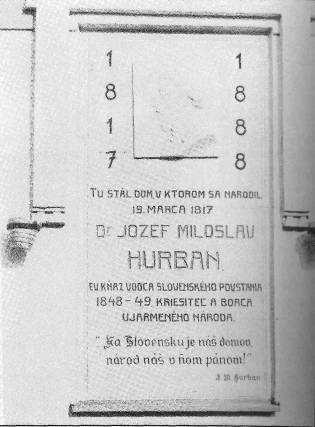 1 1
8 8
1 8
7 8
TU STÁL DOM V KTOROM SA NARODIL
19. MARCA 1817
Dr JOZEF MILOSLAV
HURBAN
EV. KŇAZ VODCA SLOVENSKÉHO POVSTANIA
1848-49. KRIESITEĽ A BORCA
UJARMENÉHO NÁRODA.
"Na Slovensku je náš domov,
národ náš v ňom pánom!"
J. M. Hurban